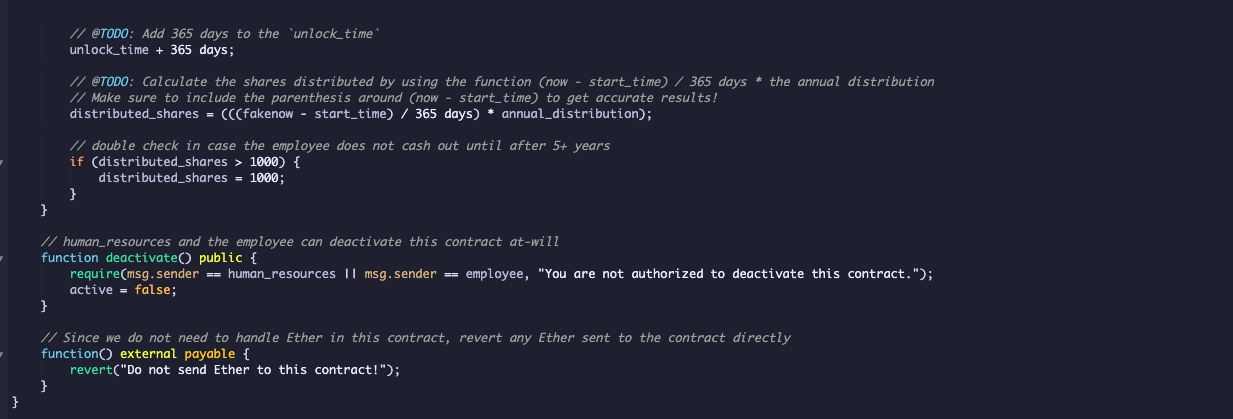 // @TODO: Add 365 days to the `unlock_time`
unlock_time + 365 days;
// @TODO: Calculate the shares distributed by using the function (now - start_time) / 365 days * the annual distribution
// Make sure to include the parenthesis around (now - start_time) to get accurate results!
distributed_shares = (((fakenow - start_time) / 365 days) * annual_distribution);
// double check in case the employee does not cash out until after 5+ years
if (distributed_shares > 1000) {
distributed_shares = 1000;
}
}
// human_resources and the employee can deactivate this contract at-will
function deactivate() public {
require(msg.sender == human_resources || msg.sender == employee, "You are not authorized to deactivate this contract.");
active = false;
}
// Since we do not need to handle Ether in this contract, revert any Ether sent to the contract directly
function() external payable {
revert("Do not send Ether to this contract!");
}
}